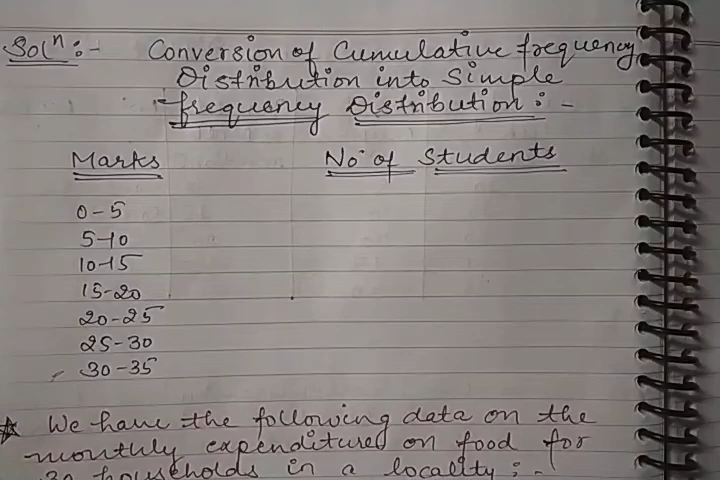 Solⁿ :- Conversion of Cumulative frequency
Distribution into Simple
frequency Distribution : -
Marks No. of Students
0-5
5-10
10-15
15-20
20-25
25-30
30-35
We have the following data on the
monthly expenditure on food for
30 households in a locality : -